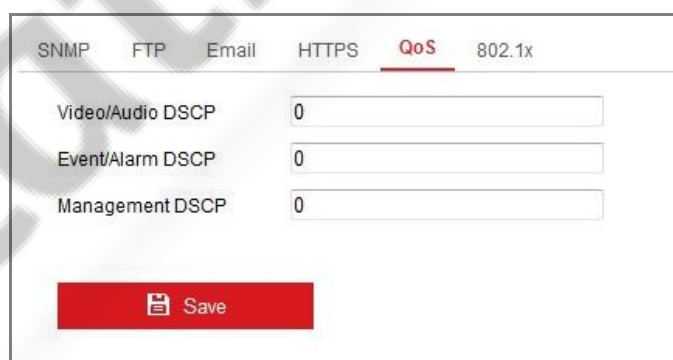 SNMP FTP Email HTTPS QoS 802.1x
Video/Audio DSCP 0
Event/Alarm DSCP 0
Management DSCP 0
Save